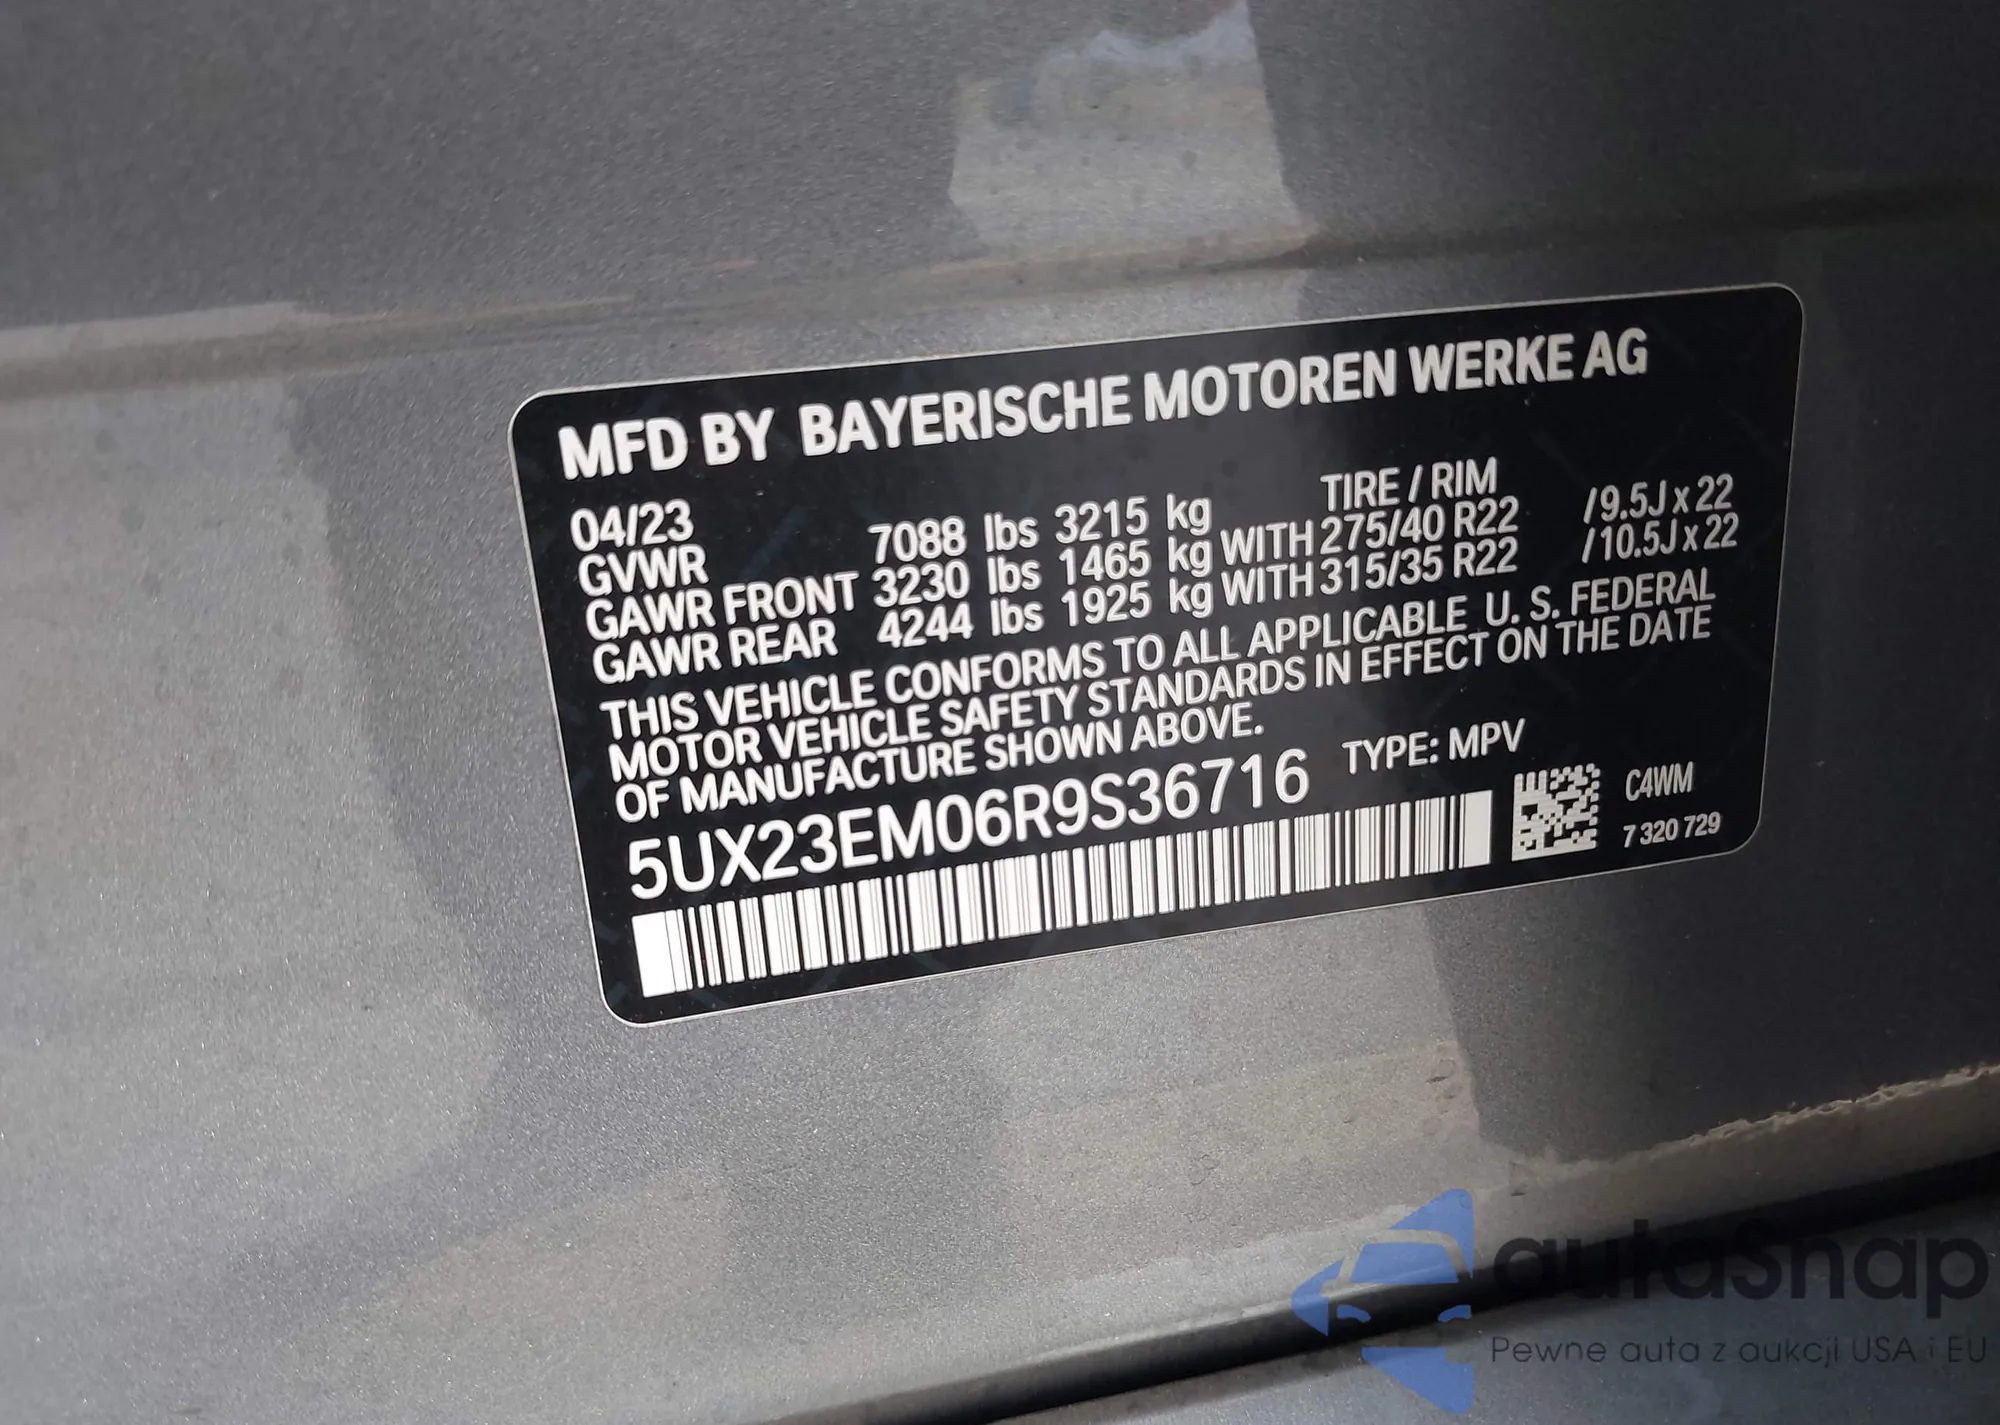 MFD BY BAYERISCHE MOTOREN WERKE AG
04/23 TIRE / RIM
GVWR 7088 lbs 3215 kg
GAWR FRONT 3230 lbs 1465 kg WITH 275/40 R22 /9.5J x 22
GAWR REAR 4244 lbs 1925 kg WITH 315/35 R22 /10.5J x 22
THIS VEHICLE CONFORMS TO ALL APPLICABLE U. S. FEDERAL
MOTOR VEHICLE SAFETY STANDARDS IN EFFECT ON THE DATE
OF MANUFACTURE SHOWN ABOVE.
5UX23EM06R9S36716 TYPE: MPV
C4WM
7 320 729
autaSnap
Pewne auta z aukcji USA i EU